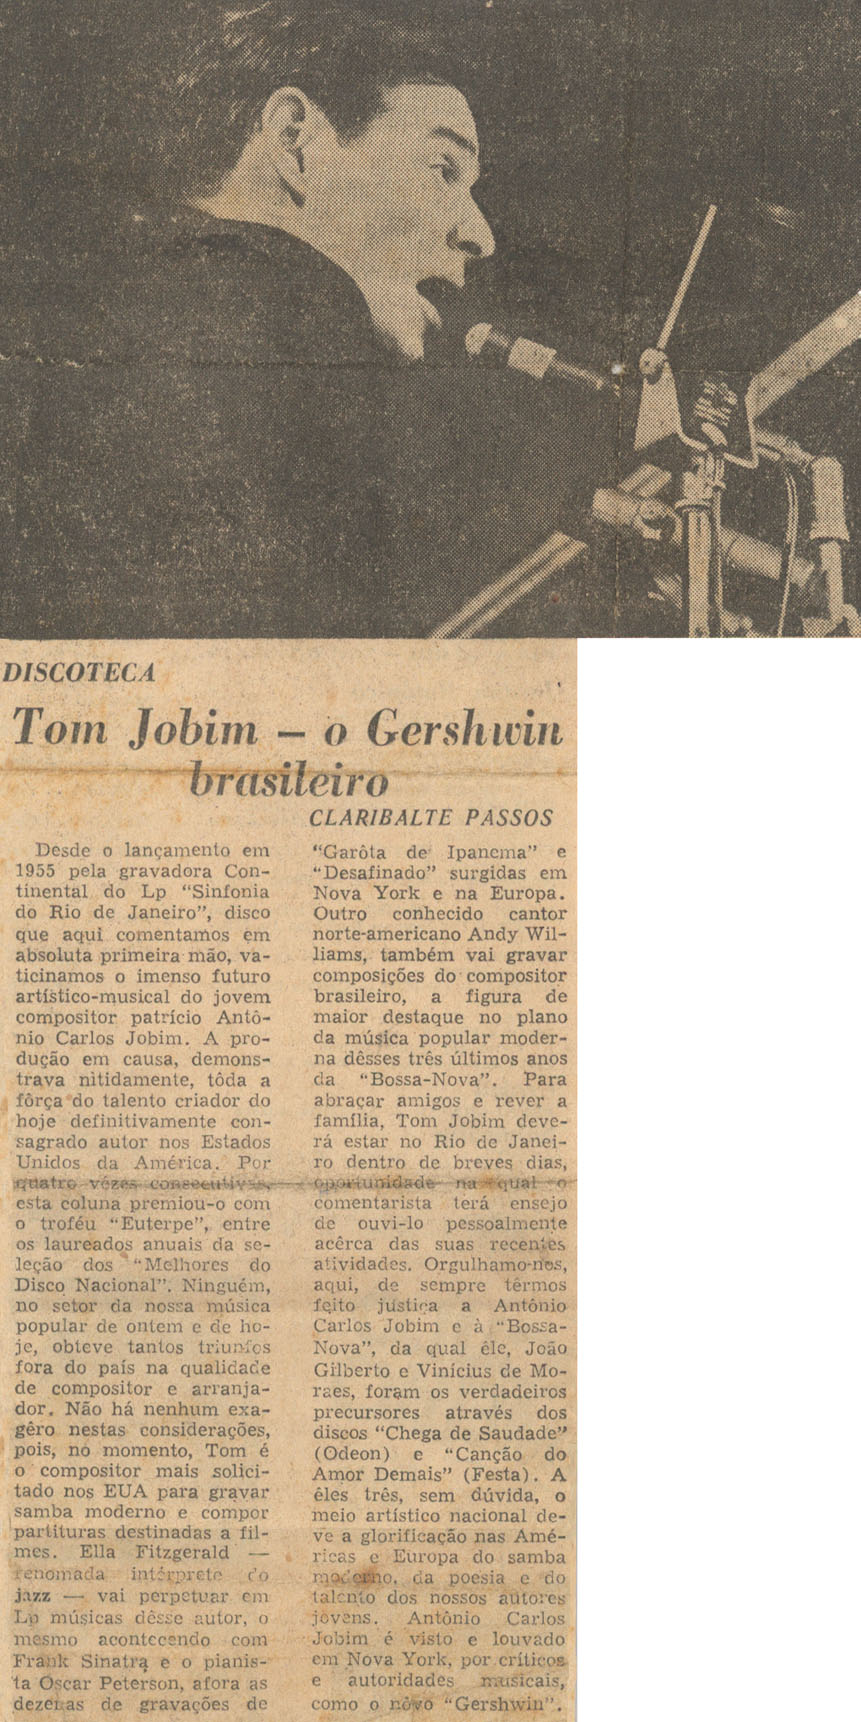 DISCOTECA
Tom Jobim — o Gershwin
brasileiro
CLARIBALTE PASSOS
Desde o lançamento em
1955 pela gravadora Con-
tinental do Lp “Sinfonia
do Rio de Janeiro”, disco
que aqui comentamos em
absoluta primeira mão, va-
ticinamos o imenso futuro
artístico-musical do jovem
compositor patrício Antô-
nio Carlos Jobim. A pro-
dução em causa, demons-
trava nitidamente, tôda a
fôrça do talento criador do
hoje definitivamente con-
sagrado autor nos Estados
Unidos da América. Por
quatro vêzes consecutivas,
esta coluna premiou-o com
o troféu “Euterpe”, entre
os laureados anuais da se-
leção dos “Melhores do
Disco Nacional”. Ninguém,
no setor da nossa música
popular de ontem e de ho-
je, obteve tantos triunfos
fora do país na qualidade
de compositor e arranja-
dor. Não há nenhum exa-
gêro nestas considerações,
pois, no momento, Tom é
o compositor mais solici-
tado nos EUA para gravar
samba moderno e compor
partituras destinadas a fil-
mes. Ella Fitzgerald —
renomada intérprete do
jazz — vai perpetuar em
Lp músicas dêsse autor, o
mesmo acontecendo com
Frank Sinatra e o pianis-
ta Oscar Peterson, afora as
dezenas de gravações de
“Garôta de Ipanema” e
“Desafinado” surgidas em
Nova York e na Europa.
Outro conhecido cantor
norte-americano Andy Wil-
liams, também vai gravar
composições do compositor
brasileiro, a figura de
maior destaque no plano
da música popular moder-
na dêsses três últimos anos
da “Bossa-Nova”. Para
abraçar amigos e rever a
família, Tom Jobim deve-
rá estar no Rio de Janei-
ro dentro de breves dias,
oportunidade na qual o
comentarista terá ensejo
de ouvi-lo pessoalmente
acêrca das suas recentes
atividades. Orgulhamo-nos,
aqui, de sempre têrmos
feito justiça a Antônio
Carlos Jobim e à “Bossa-
Nova”, da qual êle, João
Gilberto e Vinícius de Mo-
raes, foram os verdadeiros
precursores através dos
discos “Chega de Saudade”
(Odeon) e “Canção do
Amor Demais” (Festa). A
êles três, sem dúvida, o
meio artístico nacional de-
ve a glorificação nas Amé-
ricas e Europa do samba
moderno, da poesia e do
talento dos nossos autores
jovens. Antônio Carlos
Jobim é visto e louvado
em Nova York, por críticos
e autoridades musicais,
como o nôvo “Gershwin”.